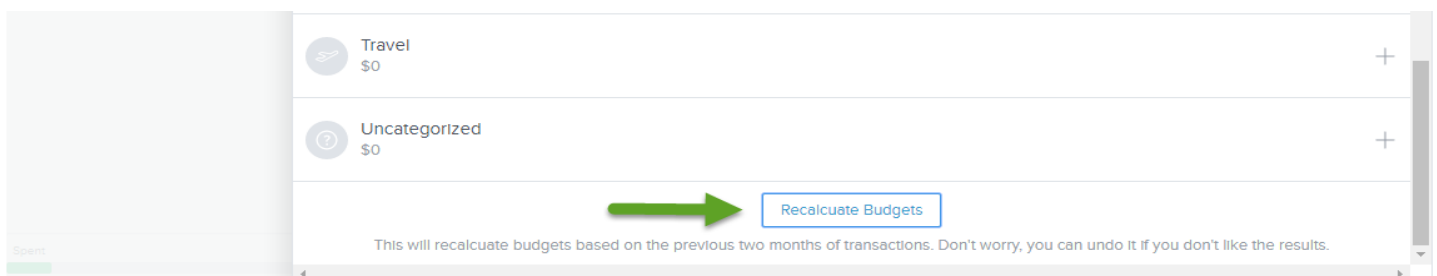 Travel
$0
Uncategorized
$0
Recalcuate Budgets
This will recalcuate budgets based on the previous two months of transactions. Don't worry, you can undo it if you don't like the results.
Spent